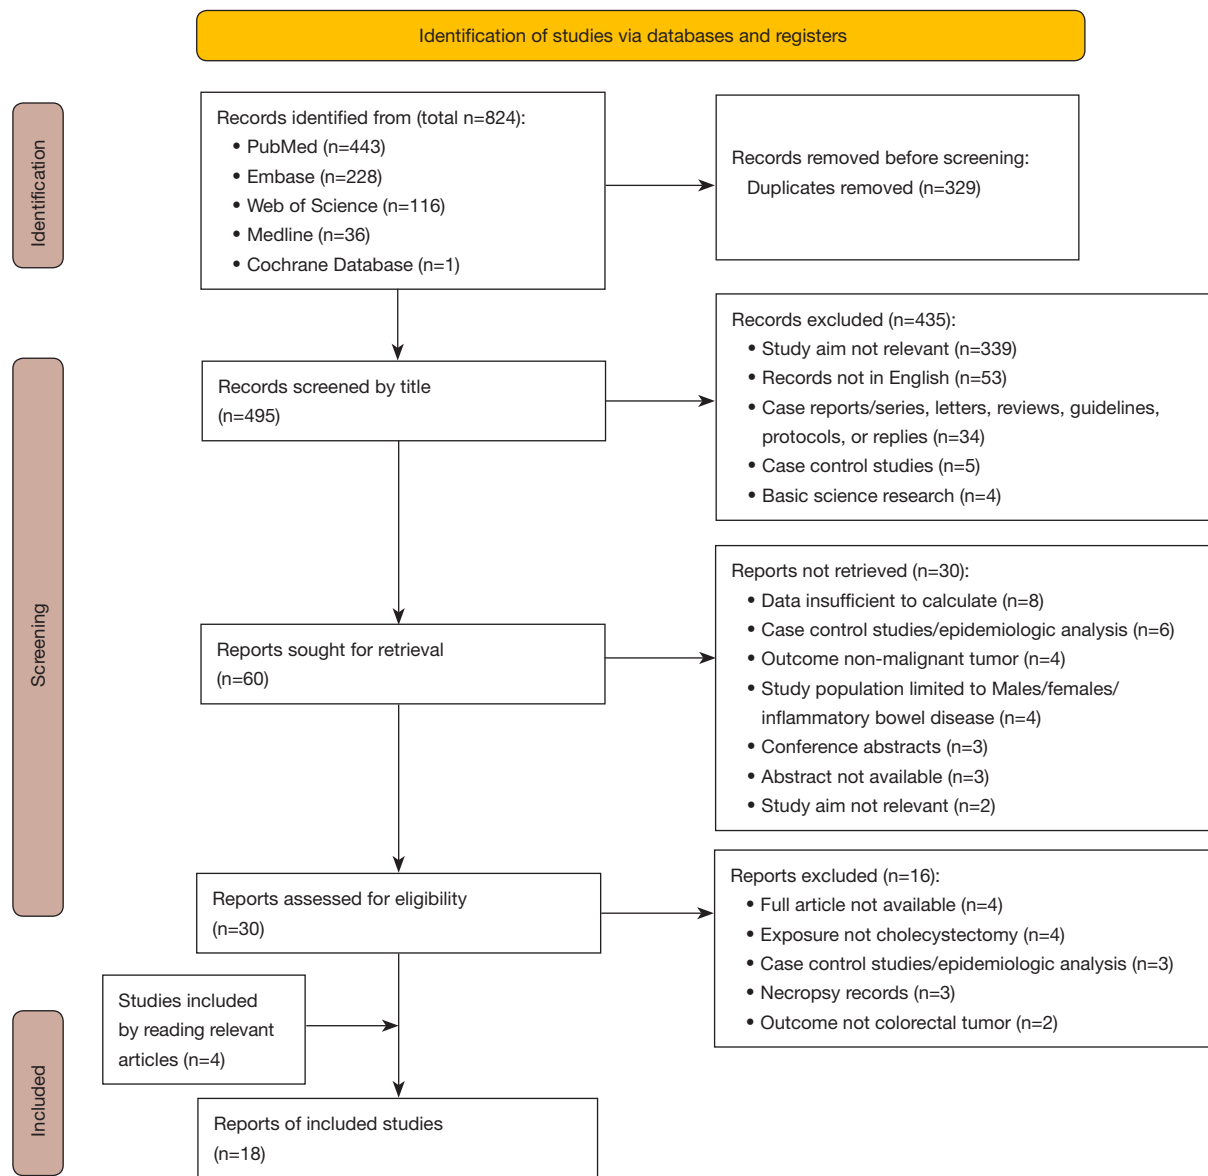 Identification of studies via databases and registers
Identification
Records identified from (total n=824):
• PubMed (n=443)
• Embase (n=228)
• Web of Science (n=116)
• Medline (n=36)
• Cochrane Database (n=1)
Records removed before screening:
Duplicates removed (n=329)
Screening
Records screened by title
(n=495)
Records excluded (n=435):
• Study aim not relevant (n=339)
• Records not in English (n=53)
• Case reports/series, letters, reviews, guidelines,
protocols, or replies (n=34)
• Case control studies (n=5)
• Basic science research (n=4)
Reports sought for retrieval
(n=60)
Reports not retrieved (n=30):
• Data insufficient to calculate (n=8)
• Case control studies/epidemiologic analysis (n=6)
• Outcome non-malignant tumor (n=4)
• Study population limited to Males/females/
inflammatory bowel disease (n=4)
• Conference abstracts (n=3)
• Abstract not available (n=3)
• Study aim not relevant (n=2)
Reports assessed for eligibility
(n=30)
Reports excluded (n=16):
• Full article not available (n=4)
• Exposure not cholecystectomy (n=4)
• Case control studies/epidemiologic analysis (n=3)
• Necropsy records (n=3)
• Outcome not colorectal tumor (n=2)
Studies included
by reading relevant
articles (n=4)
Included
Reports of included studies
(n=18)